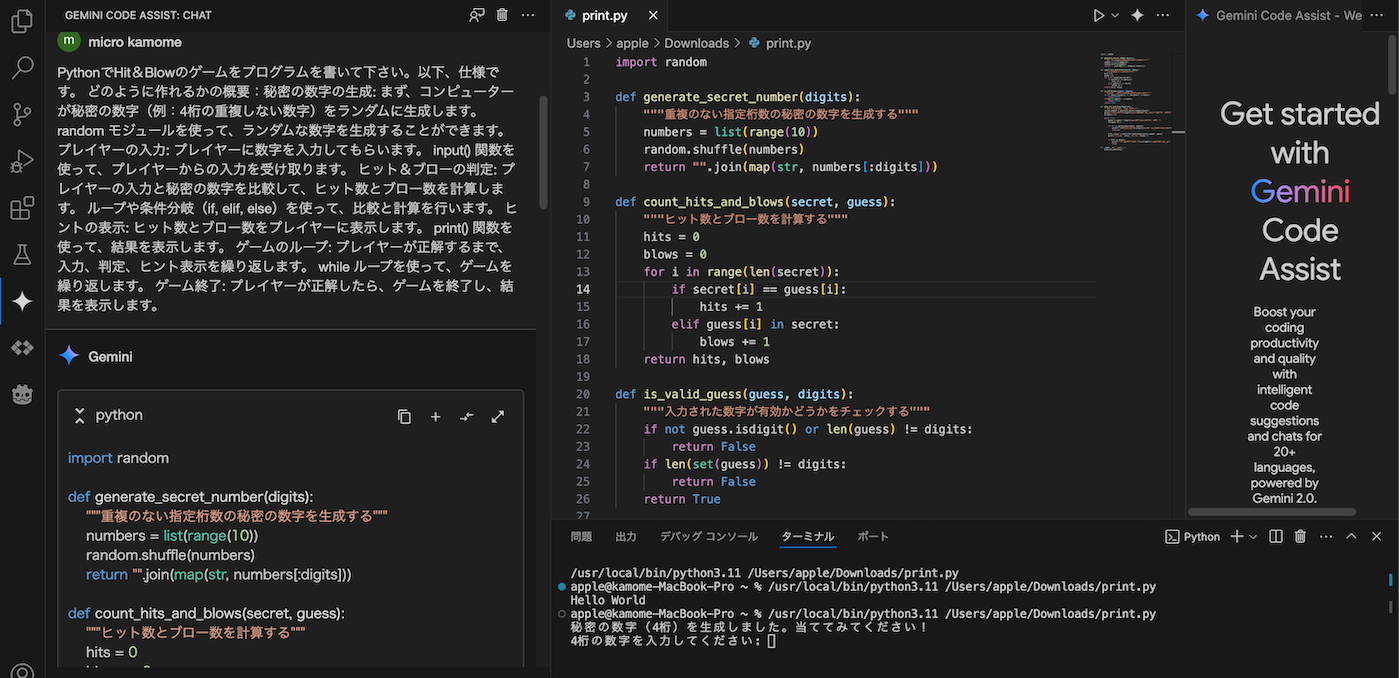 GEMINI CODE ASSIST: CHAT
m micro kamome
PythonでHit＆Blowのゲームをプログラムを書いて下さい。以下、仕様で
す。 どのように作れるかの概要：秘密の数字の生成: まず、コンピューター
が秘密の数字（例：4桁の重複しない数字）をランダムに生成します。
random モジュールを使って、ランダムな数字を生成することができます。
プレイヤーの入力: プレイヤーに数字を入力してもらいます。 input() 関数を
使って、プレイヤーからの入力を受け取ります。 ヒット＆ブローの判定: プ
レイヤーの入力と秘密の数字を比較して、ヒット数とブロー数を計算しま
す。 ループや条件分岐（if, elif, else）を使って、比較と計算を行います。 ヒ
ントの表示: ヒット数とブロー数をプレイヤーに表示します。 print() 関数を
使って、結果を表示します。 ゲームのループ: プレイヤーが正解するまで、
入力、判定、ヒント表示を繰り返します。 while ループを使って、ゲームを
繰り返します。 ゲーム終了: プレイヤーが正解したら、ゲームを終了し、結
果を表示します。
Gemini
python
import random
def generate_secret_number(digits):
"""重複のない指定桁数の秘密の数字を生成する"""
numbers = list(range(10))
random.shuffle(numbers)
return "".join(map(str, numbers[:digits]))
def count_hits_and_blows(secret, guess):
"""ヒット数とブロー数を計算する"""
hits = 0
print.py
Users > apple > Downloads > print.py
1 import random
2
3 def generate_secret_number(digits):
4 """重複のない指定桁数の秘密の数字を生成する"""
5 numbers = list(range(10))
6 random.shuffle(numbers)
7 return "".join(map(str, numbers[:digits]))
8
9 def count_hits_and_blows(secret, guess):
10 """ヒット数とブロー数を計算する"""
11 hits = 0
12 blows = 0
13 for i in range(len(secret)):
14 if secret[i] == guess[i]:
15 hits += 1
16 elif guess[i] in secret:
17 blows += 1
18 return hits, blows
19
20 def is_valid_guess(guess, digits):
21 """入力された数字が有効かどうかをチェックする"""
22 if not guess.isdigit() or len(guess) != digits:
23 return False
24 if len(set(guess)) != digits:
25 return False
26 return True
27
問題 出力 デバッグ コンソール ターミナル ポート
Python
/usr/local/bin/python3.11 /Users/apple/Downloads/print.py
apple@kamome-MacBook-Pro ~ % /usr/local/bin/python3.11 /Users/apple/Downloads/print.py
Hello World
apple@kamome-MacBook-Pro ~ % /usr/local/bin/python3.11 /Users/apple/Downloads/print.py
秘密の数字（4桁）を生成しました。当ててみてください！
4桁の数字を入力してください:
Gemini Code Assist - We
Get started
with
Gemini
Code
Assist
Boost your
coding
productivity
and quality
with
intelligent
code
suggestions
and chats for
20+
languages,
powered by
Gemini 2.0.